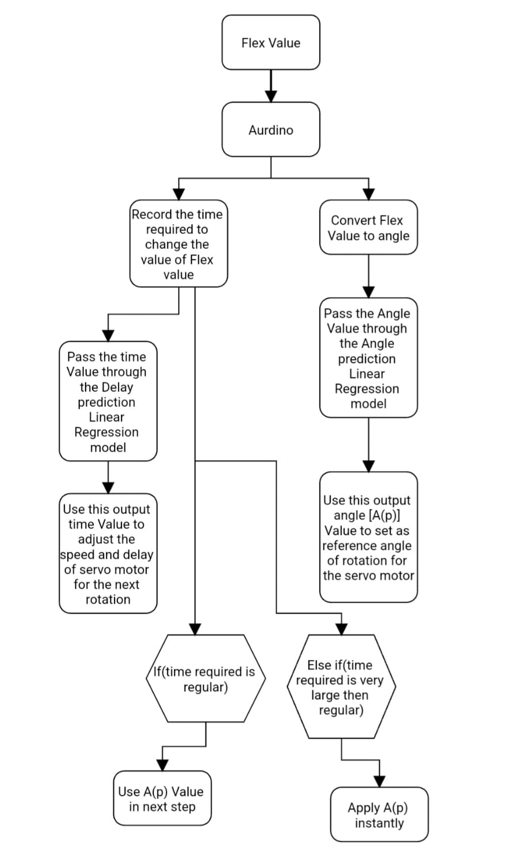 Flex Value
Aurdino
Record the time
required to
change the
value of Flex
value
Convert Flex
Value to angle
Pass the time
Value through
the Delay
prediction
Linear
Regression
model
Pass the Angle
Value through
the Angle
prediction
Linear
Regression
model
Use this output
time Value to
adjust the
speed and delay
of servo motor
for the next
rotation
Use this output
angle [A(p)]
Value to set as
reference angle
of rotation for
the servo motor
If(time required is
regular)
Else if(time
required is very
large then
regular)
Use A(p) Value
in next step
Apply A(p)
instantly